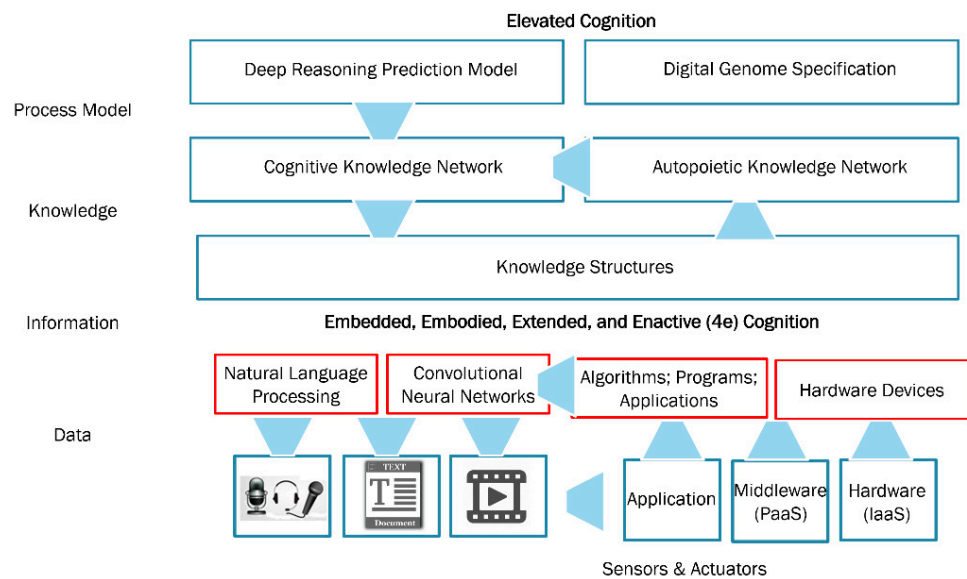 Elevated Cognition
Deep Reasoning Prediction Model
Digital Genome Specification
Process Model
Cognitive Knowledge Network
Autopoietic Knowledge Network
Knowledge
Knowledge Structures
Information
Embedded, Embodied, Extended, and Enactive (4e) Cognition
Natural Language
Processing
Convolutional
Neural Networks
Algorithms; Programs;
Applications
Hardware Devices
Data
TEXT
T
Document
Application
Middleware
(PaaS)
Hardware
(IaaS)
Sensors & Actuators